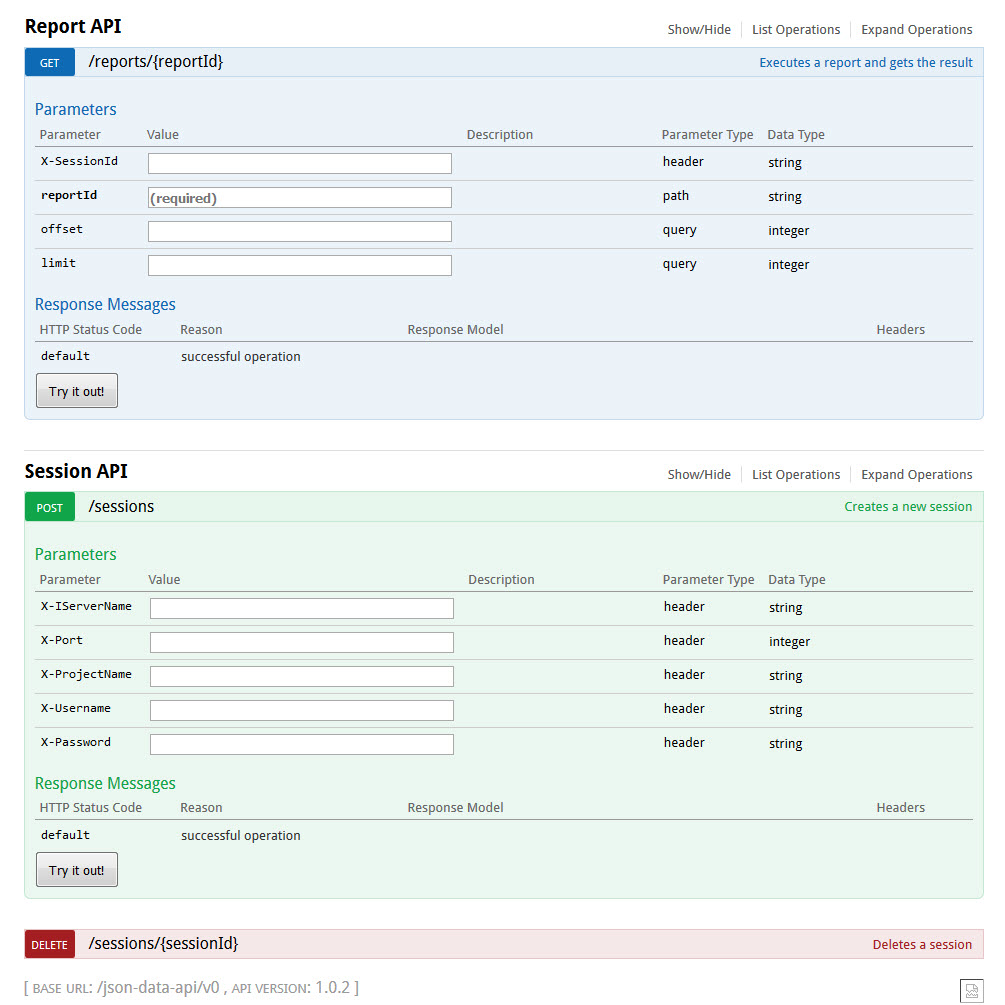 Report API Show/Hide List Operations Expand Operations
GET /reports/{reportId} Executes a report and gets the result
Parameters
Parameter Value Description Parameter Type Data Type
X-SessionId header string
reportId (required) path string
offset query integer
limit query integer
Response Messages
HTTP Status Code Reason Response Model Headers
default successful operation
Try it out!
Session API Show/Hide List Operations Expand Operations
POST /sessions Creates a new session
Parameters
Parameter Value Description Parameter Type Data Type
X-IServerName header string
X-Port header integer
X-ProjectName header string
X-Username header string
X-Password header string
Response Messages
HTTP Status Code Reason Response Model Headers
default successful operation
Try it out!
DELETE /sessions/{sessionId} Deletes a session
[ BASE URL: /json-data-api/v0 , API VERSION: 1.0.2 ]